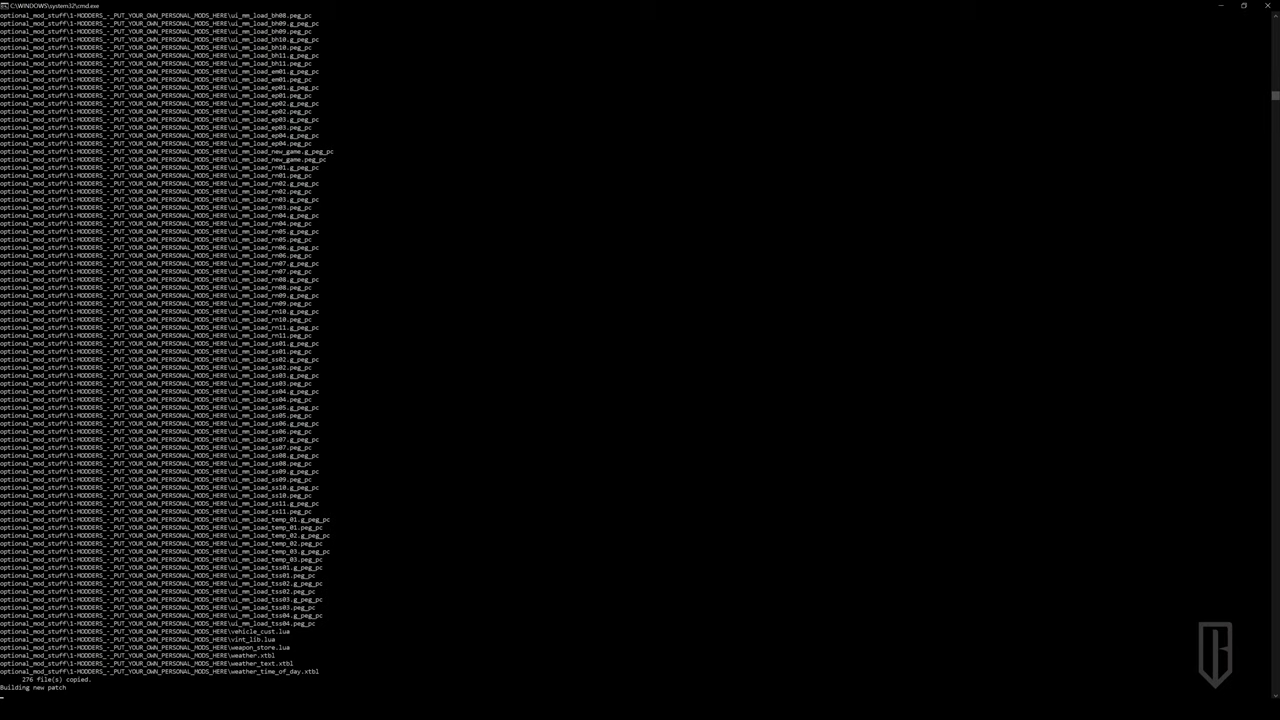 C:\WINDOWS\system32\cmd.exe
optional_mod_stuff\1-MODDERS_-_PUT_YOUR_OWN_PERSONAL_MODS_HERE\ui_mm_load_bh08.peg_pc
optional_mod_stuff\1-MODDERS_-_PUT_YOUR_OWN_PERSONAL_MODS_HERE\ui_mm_load_bh09.g_peg_pc
optional_mod_stuff\1-MODDERS_-_PUT_YOUR_OWN_PERSONAL_MODS_HERE\ui_mm_load_bh09.peg_pc
optional_mod_stuff\1-MODDERS_-_PUT_YOUR_OWN_PERSONAL_MODS_HERE\ui_mm_load_bh10.g_peg_pc
optional_mod_stuff\1-MODDERS_-_PUT_YOUR_OWN_PERSONAL_MODS_HERE\ui_mm_load_bh10.peg_pc
optional_mod_stuff\1-MODDERS_-_PUT_YOUR_OWN_PERSONAL_MODS_HERE\ui_mm_load_bh11.g_peg_pc
optional_mod_stuff\1-MODDERS_-_PUT_YOUR_OWN_PERSONAL_MODS_HERE\ui_mm_load_bh11.peg_pc
optional_mod_stuff\1-MODDERS_-_PUT_YOUR_OWN_PERSONAL_MODS_HERE\ui_mm_load_em01.g_peg_pc
optional_mod_stuff\1-MODDERS_-_PUT_YOUR_OWN_PERSONAL_MODS_HERE\ui_mm_load_em01.peg_pc
optional_mod_stuff\1-MODDERS_-_PUT_YOUR_OWN_PERSONAL_MODS_HERE\ui_mm_load_ep01.g_peg_pc
optional_mod_stuff\1-MODDERS_-_PUT_YOUR_OWN_PERSONAL_MODS_HERE\ui_mm_load_ep01.peg_pc
optional_mod_stuff\1-MODDERS_-_PUT_YOUR_OWN_PERSONAL_MODS_HERE\ui_mm_load_ep02.g_peg_pc
optional_mod_stuff\1-MODDERS_-_PUT_YOUR_OWN_PERSONAL_MODS_HERE\ui_mm_load_ep02.peg_pc
optional_mod_stuff\1-MODDERS_-_PUT_YOUR_OWN_PERSONAL_MODS_HERE\ui_mm_load_ep03.g_peg_pc
optional_mod_stuff\1-MODDERS_-_PUT_YOUR_OWN_PERSONAL_MODS_HERE\ui_mm_load_ep03.peg_pc
optional_mod_stuff\1-MODDERS_-_PUT_YOUR_OWN_PERSONAL_MODS_HERE\ui_mm_load_ep04.g_peg_pc
optional_mod_stuff\1-MODDERS_-_PUT_YOUR_OWN_PERSONAL_MODS_HERE\ui_mm_load_ep04.peg_pc
optional_mod_stuff\1-MODDERS_-_PUT_YOUR_OWN_PERSONAL_MODS_HERE\ui_mm_load_new_game.g_peg_pc
optional_mod_stuff\1-MODDERS_-_PUT_YOUR_OWN_PERSONAL_MODS_HERE\ui_mm_load_new_game.peg_pc
optional_mod_stuff\1-MODDERS_-_PUT_YOUR_OWN_PERSONAL_MODS_HERE\ui_mm_load_rn01.g_peg_pc
optional_mod_stuff\1-MODDERS_-_PUT_YOUR_OWN_PERSONAL_MODS_HERE\ui_mm_load_rn01.peg_pc
optional_mod_stuff\1-MODDERS_-_PUT_YOUR_OWN_PERSONAL_MODS_HERE\ui_mm_load_rn02.g_peg_pc
optional_mod_stuff\1-MODDERS_-_PUT_YOUR_OWN_PERSONAL_MODS_HERE\ui_mm_load_rn02.peg_pc
optional_mod_stuff\1-MODDERS_-_PUT_YOUR_OWN_PERSONAL_MODS_HERE\ui_mm_load_rn03.g_peg_pc
optional_mod_stuff\1-MODDERS_-_PUT_YOUR_OWN_PERSONAL_MODS_HERE\ui_mm_load_rn03.peg_pc
optional_mod_stuff\1-MODDERS_-_PUT_YOUR_OWN_PERSONAL_MODS_HERE\ui_mm_load_rn04.g_peg_pc
optional_mod_stuff\1-MODDERS_-_PUT_YOUR_OWN_PERSONAL_MODS_HERE\ui_mm_load_rn04.peg_pc
optional_mod_stuff\1-MODDERS_-_PUT_YOUR_OWN_PERSONAL_MODS_HERE\ui_mm_load_rn05.g_peg_pc
optional_mod_stuff\1-MODDERS_-_PUT_YOUR_OWN_PERSONAL_MODS_HERE\ui_mm_load_rn05.peg_pc
optional_mod_stuff\1-MODDERS_-_PUT_YOUR_OWN_PERSONAL_MODS_HERE\ui_mm_load_rn06.g_peg_pc
optional_mod_stuff\1-MODDERS_-_PUT_YOUR_OWN_PERSONAL_MODS_HERE\ui_mm_load_rn06.peg_pc
optional_mod_stuff\1-MODDERS_-_PUT_YOUR_OWN_PERSONAL_MODS_HERE\ui_mm_load_rn07.g_peg_pc
optional_mod_stuff\1-MODDERS_-_PUT_YOUR_OWN_PERSONAL_MODS_HERE\ui_mm_load_rn07.peg_pc
optional_mod_stuff\1-MODDERS_-_PUT_YOUR_OWN_PERSONAL_MODS_HERE\ui_mm_load_rn08.g_peg_pc
optional_mod_stuff\1-MODDERS_-_PUT_YOUR_OWN_PERSONAL_MODS_HERE\ui_mm_load_rn08.peg_pc
optional_mod_stuff\1-MODDERS_-_PUT_YOUR_OWN_PERSONAL_MODS_HERE\ui_mm_load_rn09.g_peg_pc
optional_mod_stuff\1-MODDERS_-_PUT_YOUR_OWN_PERSONAL_MODS_HERE\ui_mm_load_rn09.peg_pc
optional_mod_stuff\1-MODDERS_-_PUT_YOUR_OWN_PERSONAL_MODS_HERE\ui_mm_load_rn10.g_peg_pc
optional_mod_stuff\1-MODDERS_-_PUT_YOUR_OWN_PERSONAL_MODS_HERE\ui_mm_load_rn10.peg_pc
optional_mod_stuff\1-MODDERS_-_PUT_YOUR_OWN_PERSONAL_MODS_HERE\ui_mm_load_rn11.g_peg_pc
optional_mod_stuff\1-MODDERS_-_PUT_YOUR_OWN_PERSONAL_MODS_HERE\ui_mm_load_rn11.peg_pc
optional_mod_stuff\1-MODDERS_-_PUT_YOUR_OWN_PERSONAL_MODS_HERE\ui_mm_load_ss01.g_peg_pc
optional_mod_stuff\1-MODDERS_-_PUT_YOUR_OWN_PERSONAL_MODS_HERE\ui_mm_load_ss01.peg_pc
optional_mod_stuff\1-MODDERS_-_PUT_YOUR_OWN_PERSONAL_MODS_HERE\ui_mm_load_ss02.g_peg_pc
optional_mod_stuff\1-MODDERS_-_PUT_YOUR_OWN_PERSONAL_MODS_HERE\ui_mm_load_ss02.peg_pc
optional_mod_stuff\1-MODDERS_-_PUT_YOUR_OWN_PERSONAL_MODS_HERE\ui_mm_load_ss03.g_peg_pc
optional_mod_stuff\1-MODDERS_-_PUT_YOUR_OWN_PERSONAL_MODS_HERE\ui_mm_load_ss03.peg_pc
optional_mod_stuff\1-MODDERS_-_PUT_YOUR_OWN_PERSONAL_MODS_HERE\ui_mm_load_ss04.g_peg_pc
optional_mod_stuff\1-MODDERS_-_PUT_YOUR_OWN_PERSONAL_MODS_HERE\ui_mm_load_ss04.peg_pc
optional_mod_stuff\1-MODDERS_-_PUT_YOUR_OWN_PERSONAL_MODS_HERE\ui_mm_load_ss05.g_peg_pc
optional_mod_stuff\1-MODDERS_-_PUT_YOUR_OWN_PERSONAL_MODS_HERE\ui_mm_load_ss05.peg_pc
optional_mod_stuff\1-MODDERS_-_PUT_YOUR_OWN_PERSONAL_MODS_HERE\ui_mm_load_ss06.g_peg_pc
optional_mod_stuff\1-MODDERS_-_PUT_YOUR_OWN_PERSONAL_MODS_HERE\ui_mm_load_ss06.peg_pc
optional_mod_stuff\1-MODDERS_-_PUT_YOUR_OWN_PERSONAL_MODS_HERE\ui_mm_load_ss07.g_peg_pc
optional_mod_stuff\1-MODDERS_-_PUT_YOUR_OWN_PERSONAL_MODS_HERE\ui_mm_load_ss07.peg_pc
optional_mod_stuff\1-MODDERS_-_PUT_YOUR_OWN_PERSONAL_MODS_HERE\ui_mm_load_ss08.g_peg_pc
optional_mod_stuff\1-MODDERS_-_PUT_YOUR_OWN_PERSONAL_MODS_HERE\ui_mm_load_ss08.peg_pc
optional_mod_stuff\1-MODDERS_-_PUT_YOUR_OWN_PERSONAL_MODS_HERE\ui_mm_load_ss09.g_peg_pc
optional_mod_stuff\1-MODDERS_-_PUT_YOUR_OWN_PERSONAL_MODS_HERE\ui_mm_load_ss09.peg_pc
optional_mod_stuff\1-MODDERS_-_PUT_YOUR_OWN_PERSONAL_MODS_HERE\ui_mm_load_ss10.g_peg_pc
optional_mod_stuff\1-MODDERS_-_PUT_YOUR_OWN_PERSONAL_MODS_HERE\ui_mm_load_ss10.peg_pc
optional_mod_stuff\1-MODDERS_-_PUT_YOUR_OWN_PERSONAL_MODS_HERE\ui_mm_load_ss11.g_peg_pc
optional_mod_stuff\1-MODDERS_-_PUT_YOUR_OWN_PERSONAL_MODS_HERE\ui_mm_load_ss11.peg_pc
optional_mod_stuff\1-MODDERS_-_PUT_YOUR_OWN_PERSONAL_MODS_HERE\ui_mm_load_temp_01.g_peg_pc
optional_mod_stuff\1-MODDERS_-_PUT_YOUR_OWN_PERSONAL_MODS_HERE\ui_mm_load_temp_01.peg_pc
optional_mod_stuff\1-MODDERS_-_PUT_YOUR_OWN_PERSONAL_MODS_HERE\ui_mm_load_temp_02.g_peg_pc
optional_mod_stuff\1-MODDERS_-_PUT_YOUR_OWN_PERSONAL_MODS_HERE\ui_mm_load_temp_02.peg_pc
optional_mod_stuff\1-MODDERS_-_PUT_YOUR_OWN_PERSONAL_MODS_HERE\ui_mm_load_temp_03.g_peg_pc
optional_mod_stuff\1-MODDERS_-_PUT_YOUR_OWN_PERSONAL_MODS_HERE\ui_mm_load_temp_03.peg_pc
optional_mod_stuff\1-MODDERS_-_PUT_YOUR_OWN_PERSONAL_MODS_HERE\ui_mm_load_tss01.g_peg_pc
optional_mod_stuff\1-MODDERS_-_PUT_YOUR_OWN_PERSONAL_MODS_HERE\ui_mm_load_tss01.peg_pc
optional_mod_stuff\1-MODDERS_-_PUT_YOUR_OWN_PERSONAL_MODS_HERE\ui_mm_load_tss02.g_peg_pc
optional_mod_stuff\1-MODDERS_-_PUT_YOUR_OWN_PERSONAL_MODS_HERE\ui_mm_load_tss02.peg_pc
optional_mod_stuff\1-MODDERS_-_PUT_YOUR_OWN_PERSONAL_MODS_HERE\ui_mm_load_tss03.g_peg_pc
optional_mod_stuff\1-MODDERS_-_PUT_YOUR_OWN_PERSONAL_MODS_HERE\ui_mm_load_tss03.peg_pc
optional_mod_stuff\1-MODDERS_-_PUT_YOUR_OWN_PERSONAL_MODS_HERE\ui_mm_load_tss04.g_peg_pc
optional_mod_stuff\1-MODDERS_-_PUT_YOUR_OWN_PERSONAL_MODS_HERE\ui_mm_load_tss04.peg_pc
optional_mod_stuff\1-MODDERS_-_PUT_YOUR_OWN_PERSONAL_MODS_HERE\vehicle_cust.lua
optional_mod_stuff\1-MODDERS_-_PUT_YOUR_OWN_PERSONAL_MODS_HERE\vint_lib.lua
optional_mod_stuff\1-MODDERS_-_PUT_YOUR_OWN_PERSONAL_MODS_HERE\weapon_store.lua
optional_mod_stuff\1-MODDERS_-_PUT_YOUR_OWN_PERSONAL_MODS_HERE\weather.xtbl
optional_mod_stuff\1-MODDERS_-_PUT_YOUR_OWN_PERSONAL_MODS_HERE\weather_text.xtbl
optional_mod_stuff\1-MODDERS_-_PUT_YOUR_OWN_PERSONAL_MODS_HERE\weather_time_of_day.xtbl
276 file(s) copied.
Building new patch